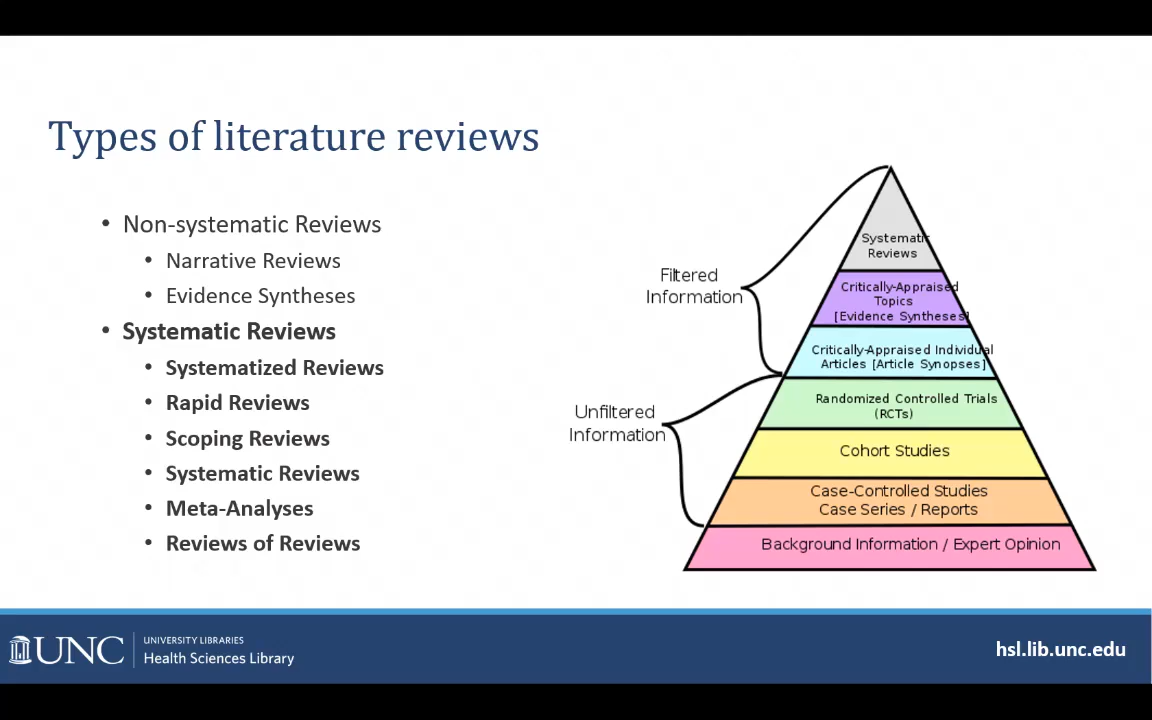 Types of literature reviews
• Non-systematic Reviews
• Narrative Reviews
• Evidence Syntheses
• Systematic Reviews
• Systematized Reviews
• Rapid Reviews
• Scoping Reviews
• Systematic Reviews
• Meta-Analyses
• Reviews of Reviews
Filtered
Information
Unfiltered
Information
Systematic
Reviews
Critically-Appraised
Topics
[Evidence Syntheses]
Critically-Appraised Individual
Articles [Article Synopses]
Randomized Controlled Trials
(RCTs)
Cohort Studies
Case-Controlled Studies
Case Series / Reports
Background Information / Expert Opinion
UNC
UNIVERSITY LIBRARIES
Health Sciences Library
hsl.lib.unc.edu